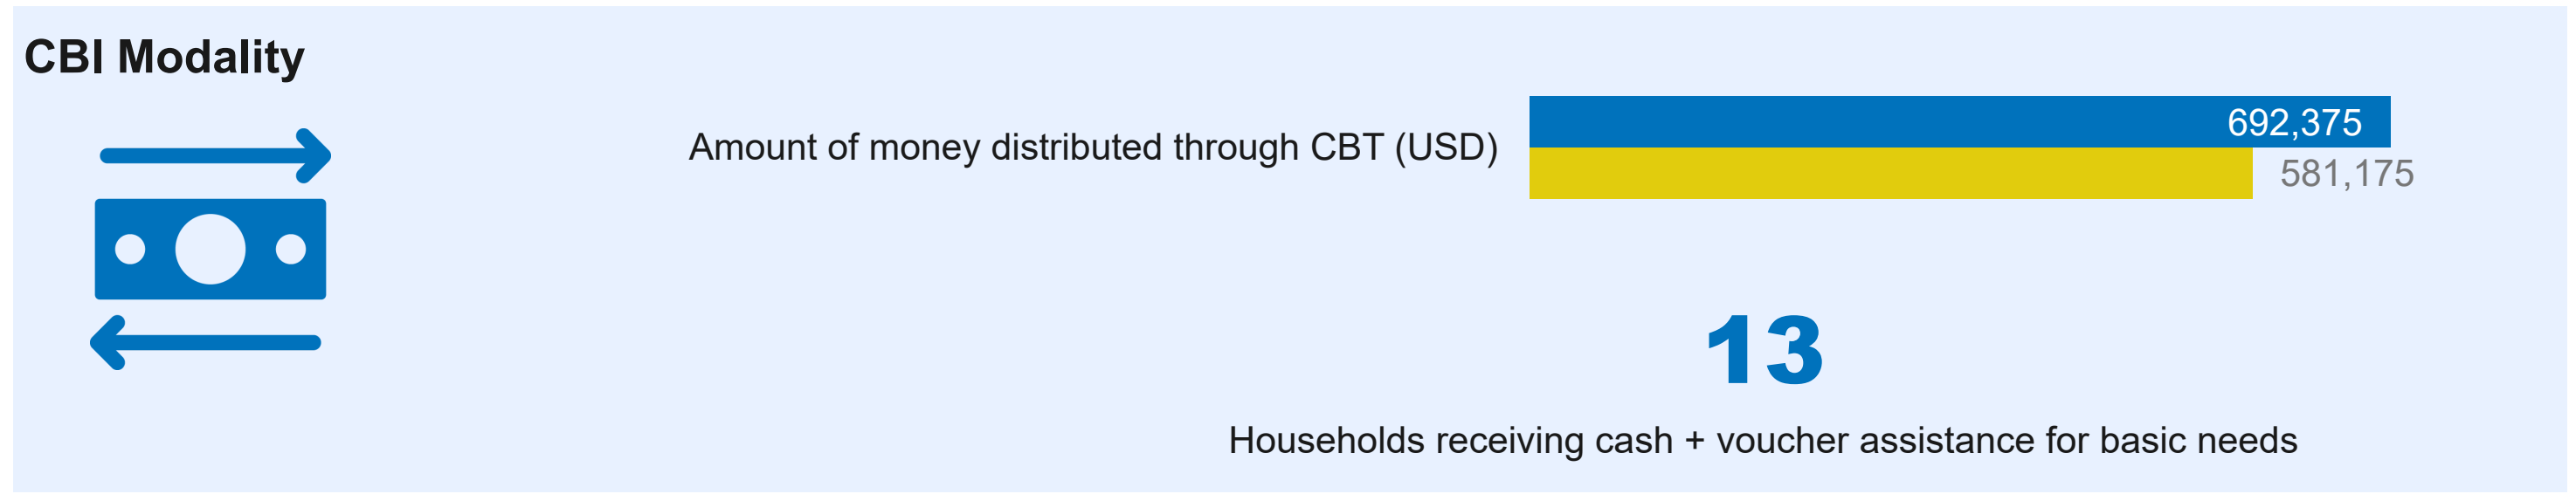 CBI Modality
Amount of money distributed through CBT (USD)
692,375
581,175
13
Households receiving cash + voucher assistance for basic needs